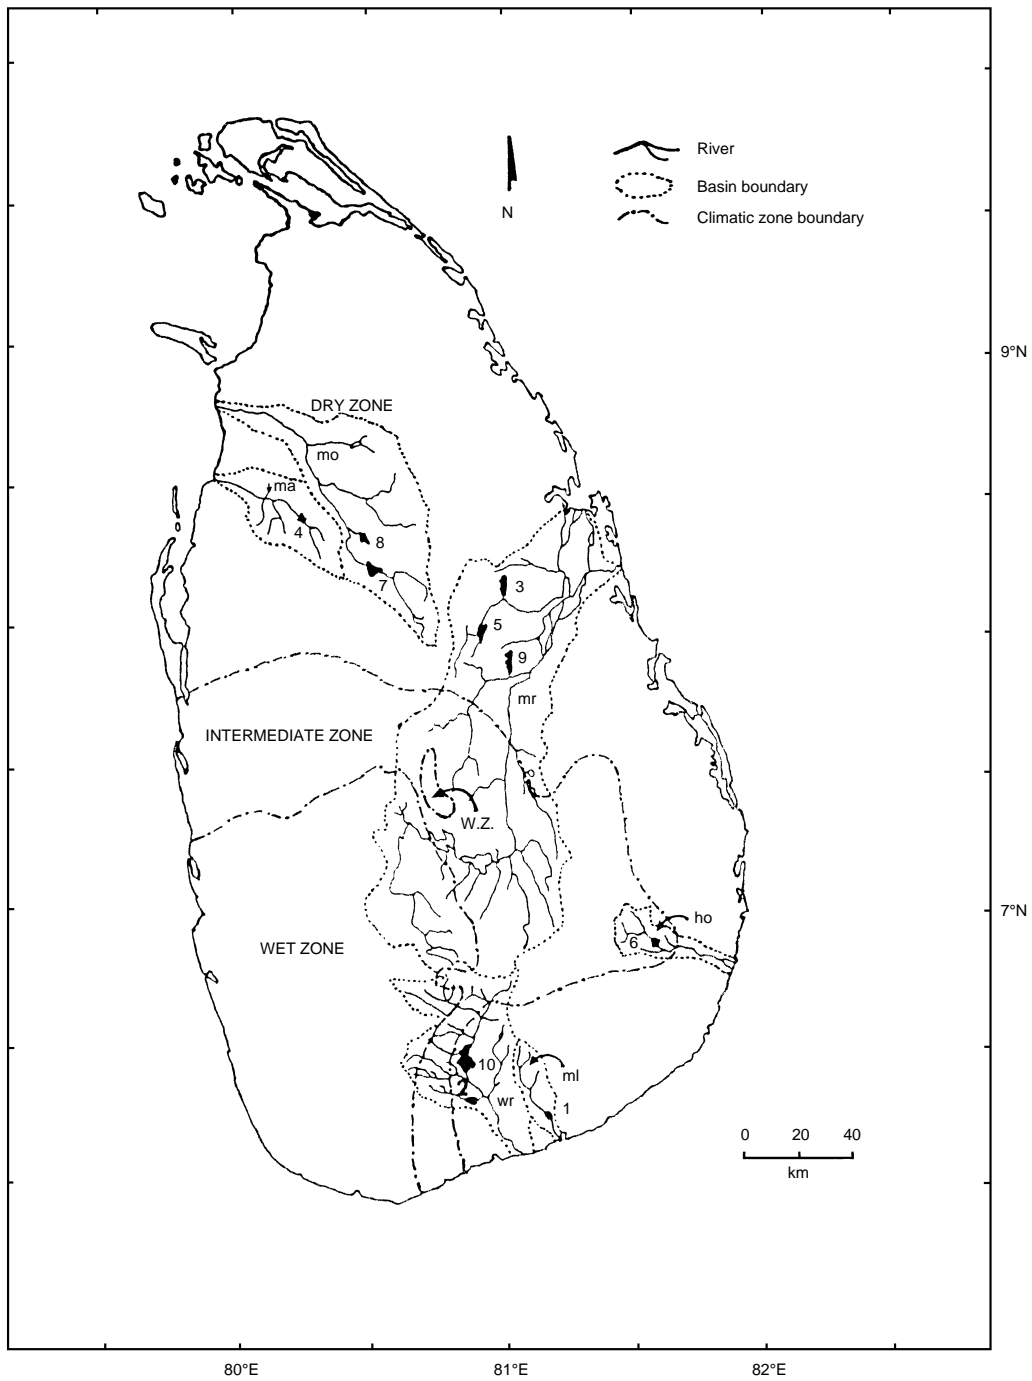 River
Basin boundary
N
Climatic zone boundary
9°N
DRY ZONE
mo
ma
4
8
7
3
5
9
mr
INTERMEDIATE ZONE
W.Z.
ho
7°N
6
WET ZONE
10
ml
wr
1
0 20 40
km
80°E 81°E 82°E